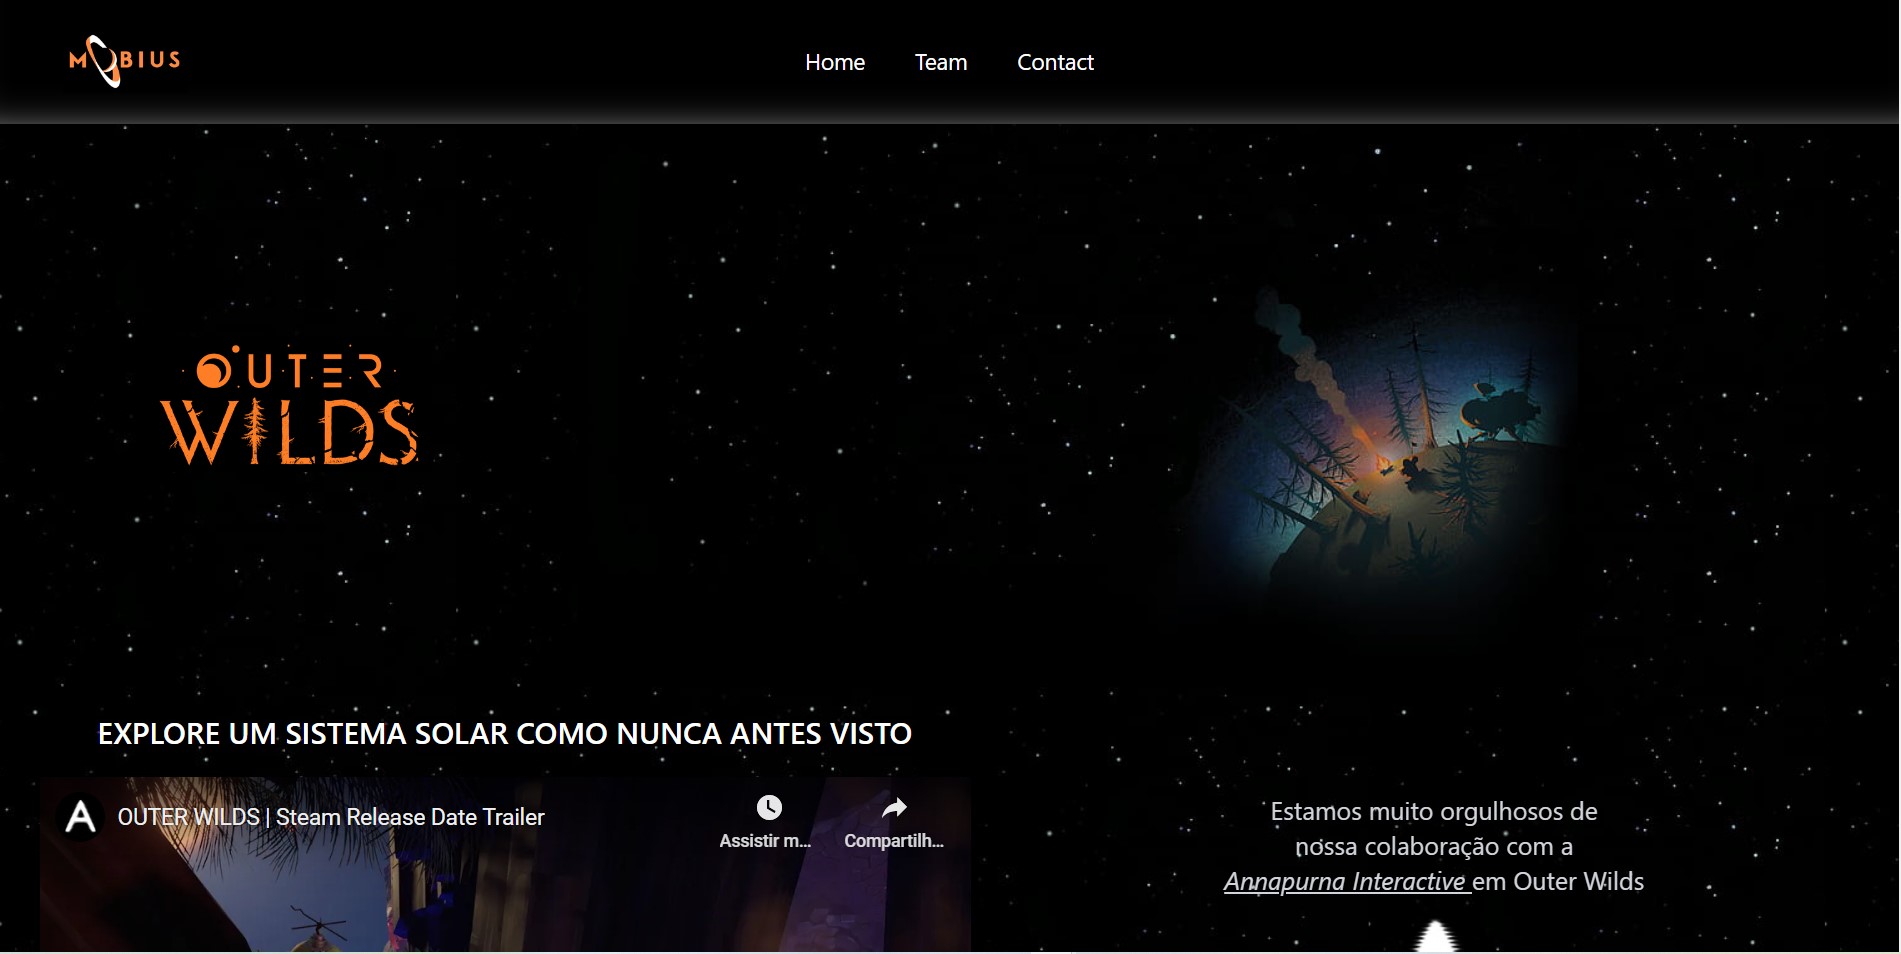 MOBIUS
Home Team Contact
OUTER
WILDS
EXPLORE UM SISTEMA SOLAR COMO NUNCA ANTES VISTO
OUTER WILDS | Steam Release Date Trailer
Assistir m...
Compartilh...
Estamos muito orgulhosos de
nossa colaboração com a
Annapurna Interactive em Outer Wilds